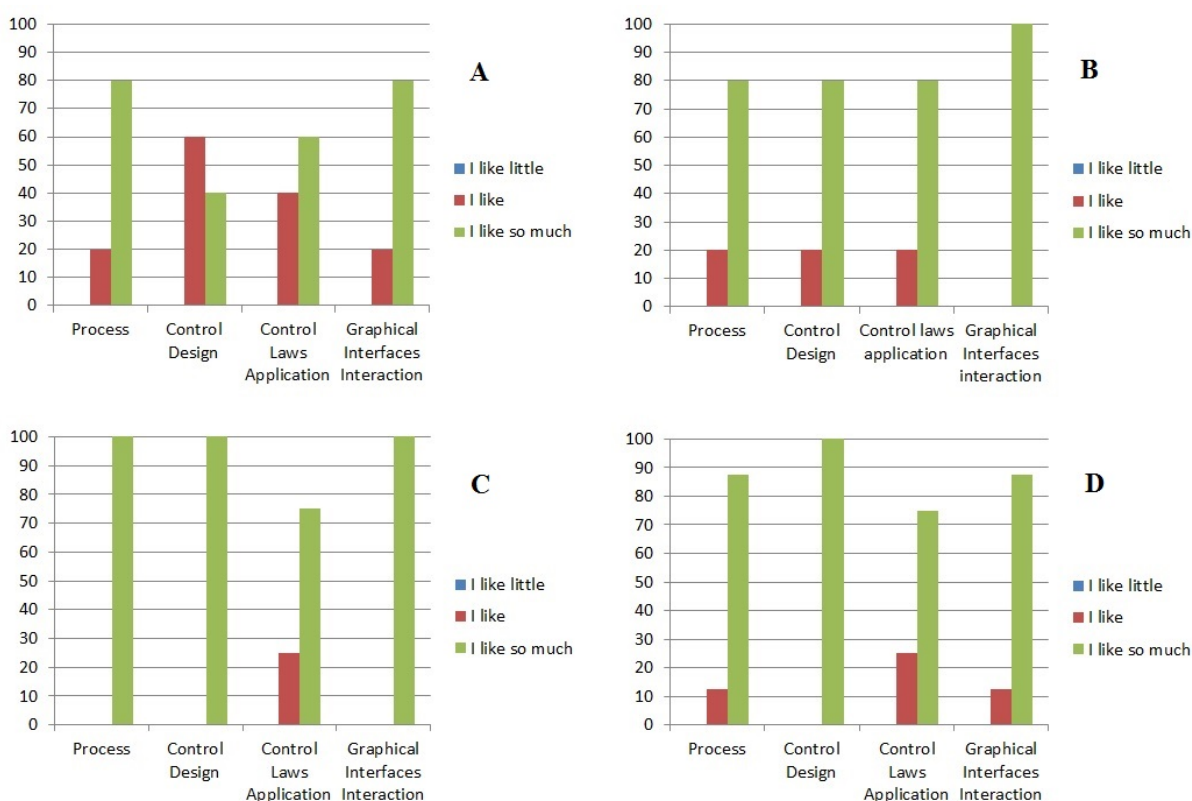 100
90
80
70
60
50
40
30
20
10
0
Process
Control
Design
Control
Laws
Application
Graphical
Interfaces
Interaction
A
I like little
I like
I like so much
100
90
80
70
60
50
40
30
20
10
0
Process
Control
Design
Control laws
application
Graphical
Interfaces
interaction
B
I like little
I like
I like so much
100
90
80
70
60
50
40
30
20
10
0
Process
Control
Design
Control
Laws
Application
Graphical
Interfaces
Interaction
C
I like little
I like
I like so much
100
90
80
70
60
50
40
30
20
10
0
Process
Control
Design
Control
Laws
Application
Graphical
Interfaces
Interaction
D
I like little
I like
I like so much